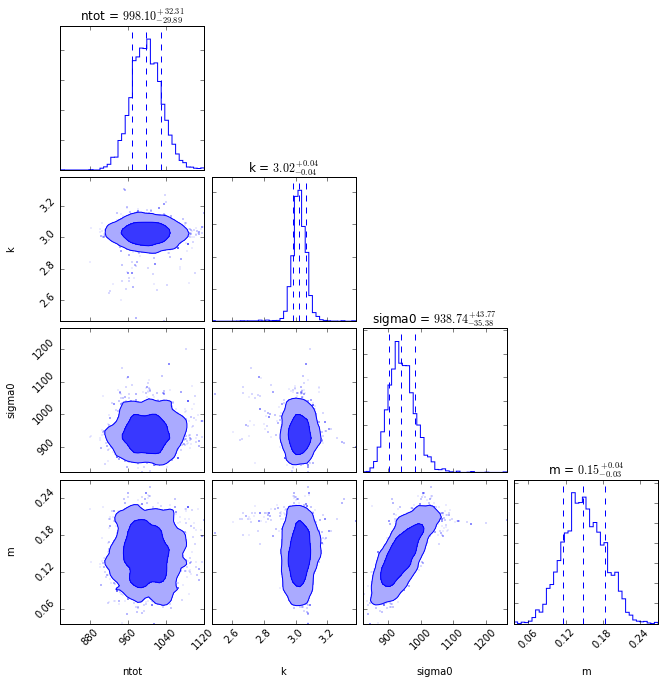 ntot = 998.10 +32.31 −29.89
k = 3.02 +0.04 −0.04
k
3.2
3.0
2.8
2.6
sigma0 = 938.74 +43.77 −35.38
sigma0
1200
1100
1000
900
m = 0.15 +0.04 −0.03
m
0.24
0.18
0.12
0.06
880 960 1040 1120
2.6 2.8 3.0 3.2
900 1000 1100 1200
0.06 0.12 0.18 0.24
ntot k sigma0 m